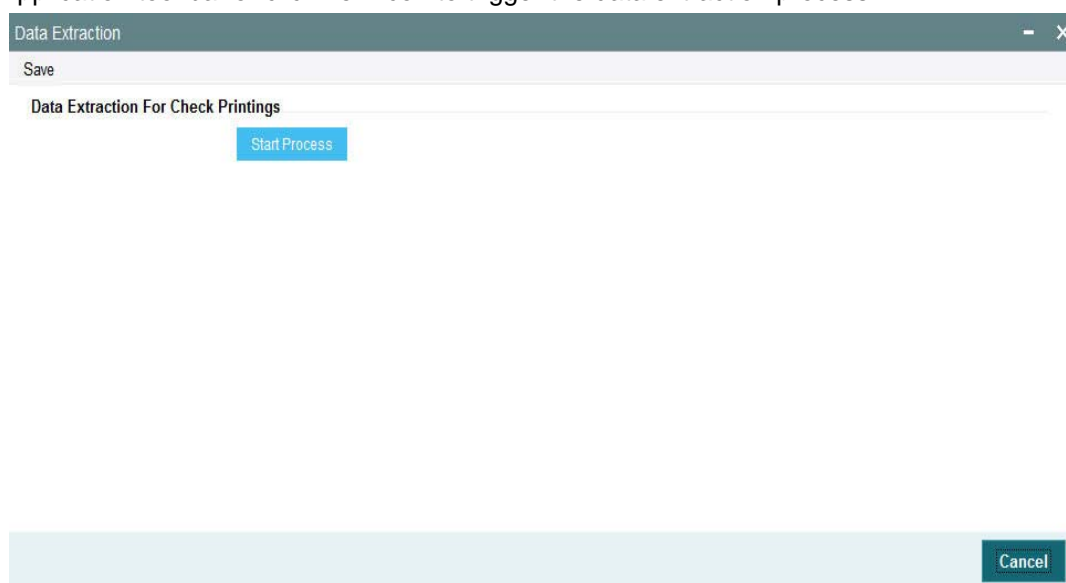 Data Extraction
Save
Data Extraction For Check Printings
Start Process
Cancel